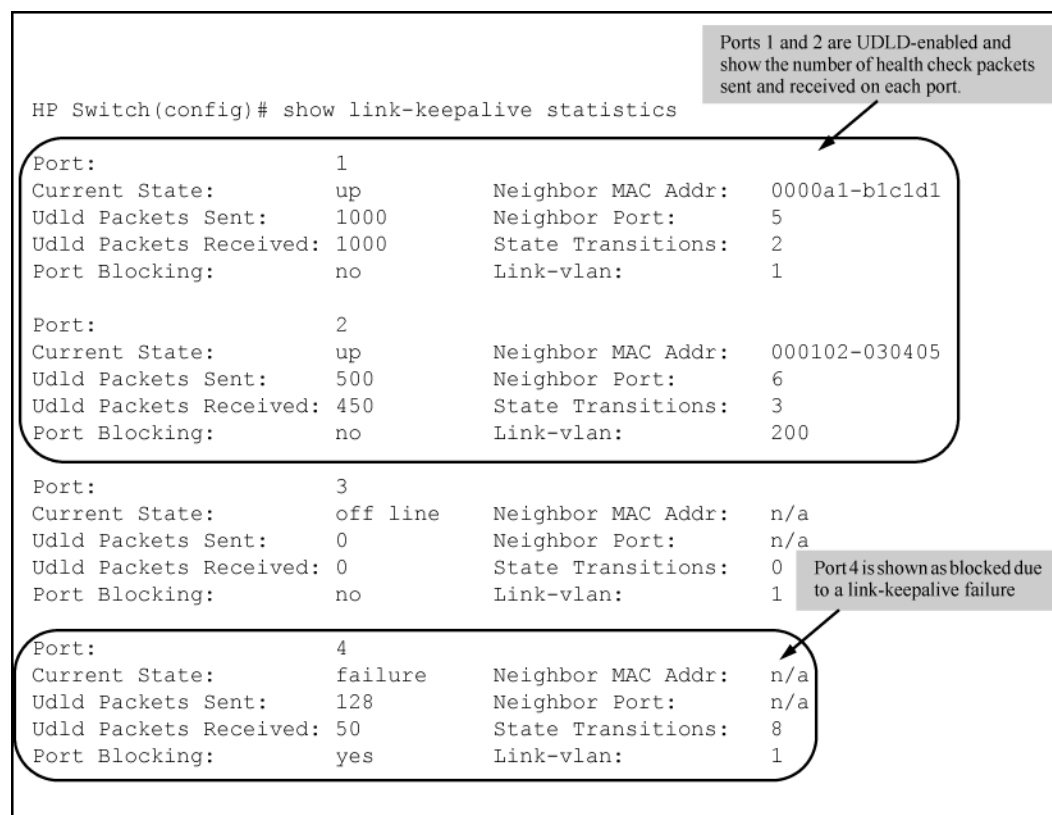 Ports 1 and 2 are UDLD-enabled and
show the number of health check packets
sent and received on each port.
HP Switch(config)# show link-keepalive statistics
Port: 1
Current State: up Neighbor MAC Addr: 0000a1-b1c1d1
Udld Packets Sent: 1000 Neighbor Port: 5
Udld Packets Received: 1000 State Transitions: 2
Port Blocking: no Link-vlan: 1
Port: 2
Current State: up Neighbor MAC Addr: 000102-030405
Udld Packets Sent: 500 Neighbor Port: 6
Udld Packets Received: 450 State Transitions: 3
Port Blocking: no Link-vlan: 200
Port: 3
Current State: off line Neighbor MAC Addr: n/a
Udld Packets Sent: 0 Neighbor Port: n/a
Udld Packets Received: 0 State Transitions: 0
Port Blocking: no Link-vlan: 1
Port 4 is shown as blocked due
to a link-keepalive failure
Port: 4
Current State: failure Neighbor MAC Addr: n/a
Udld Packets Sent: 128 Neighbor Port: n/a
Udld Packets Received: 50 State Transitions: 8
Port Blocking: yes Link-vlan: 1